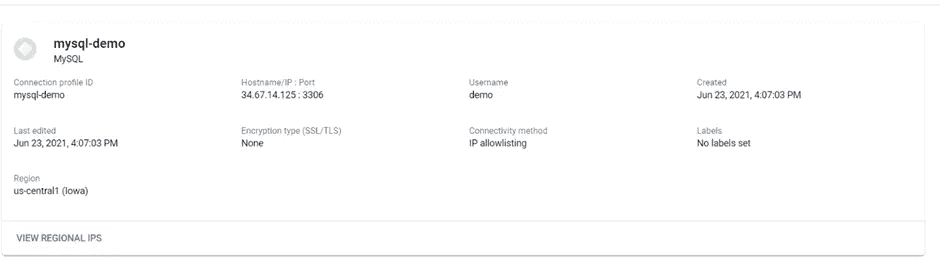 mysql-demo
MySQL
Connection profile ID
mysql-demo
Hostname/IP : Port
34.67.14.125 : 3306
Username
demo
Created
Jun 23, 2021, 4:07:03 PM
Last edited
Jun 23, 2021, 4:07:03 PM
Encryption type (SSL/TLS)
None
Connectivity method
IP allowlisting
Labels
No labels set
Region
us-central1 (Iowa)
VIEW REGIONAL IPS